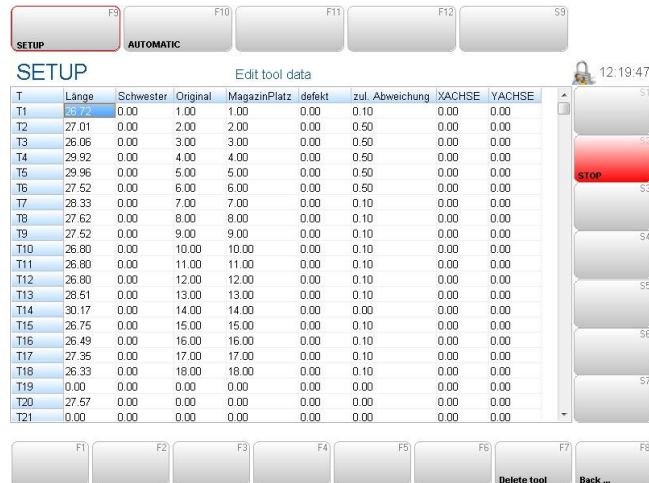 F9 F10 F11 F12 S9
SETUP AUTOMATIC
SETUP Edit tool data 12:19:47
T Länge Schwester Original MagazinPlatz defekt zul. Abweichung XACHSE YACHSE
T1 26.72 0.00 1.00 1.00 0.00 0.10 0.00 0.00
T2 27.01 0.00 2.00 2.00 0.00 0.50 0.00 0.00
T3 26.06 0.00 3.00 3.00 0.00 0.50 0.00 0.00
T4 29.92 0.00 4.00 4.00 0.00 0.50 0.00 0.00
T5 29.96 0.00 5.00 5.00 0.00 0.50 0.00 0.00
T6 27.52 0.00 6.00 6.00 0.00 0.50 0.00 0.00
T7 28.33 0.00 7.00 7.00 0.00 0.10 0.00 0.00
T8 27.62 0.00 8.00 8.00 0.00 0.10 0.00 0.00
T9 27.52 0.00 9.00 9.00 0.00 0.10 0.00 0.00
T10 26.80 0.00 10.00 10.00 0.00 0.10 0.00 0.00
T11 26.80 0.00 11.00 11.00 0.00 0.10 0.00 0.00
T12 26.80 0.00 12.00 12.00 0.00 0.10 0.00 0.00
T13 28.51 0.00 13.00 13.00 0.00 0.10 0.00 0.00
T14 30.17 0.00 14.00 14.00 0.00 0.00 0.00 0.00
T15 26.75 0.00 15.00 15.00 0.00 0.10 0.00 0.00
T16 26.49 0.00 16.00 16.00 0.00 0.10 0.00 0.00
T17 27.35 0.00 17.00 17.00 0.00 0.10 0.00 0.00
T18 26.33 0.00 18.00 18.00 0.00 0.10 0.00 0.00
T19 0.00 0.00 0.00 0.00 0.00 0.00 0.00 0.00
T20 27.57 0.00 0.00 0.00 0.00 0.00 0.00 0.00
T21 0.00 0.00 0.00 0.00 0.00 0.00 0.00 0.00
S1
S2
STOP
S3
S4
S5
S6
S7
F1 F2 F3 F4 F5 F6 F7 F8
Delete tool Back ...